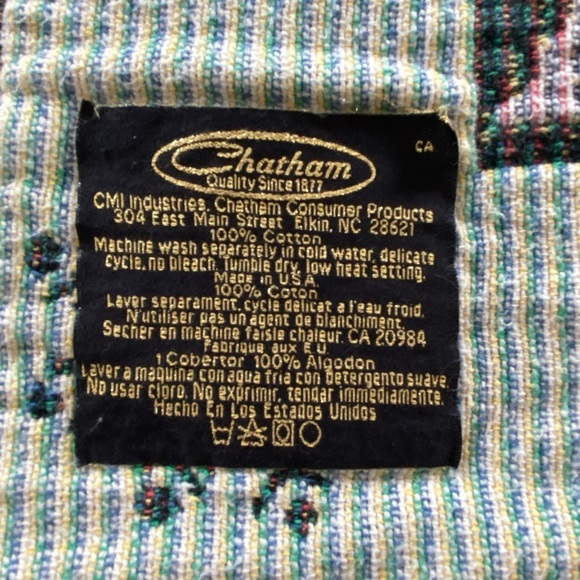 Chatham
CA
Quality Since 1877
CMI Industries, Chatham Consumer Products
304 East Main Street Elkin, NC 28621
100% Cotton
Machine wash separately in cold water, delicate
cycle, no bleach, tumble dry, low heat setting.
Made in U.S.A.
100% Coton
Laver separament, cycle delicat a l'eau froid.
N'utiliser pas un agent de blanchiment.
Secher en machine faisle chaleur. CA 20984
Fabrique aux E.U.
1 Cobertor 100% Algodon
Laver a maquina con agua fria con detergento suave.
No usar cloro. No exprimir, tendar immediamente.
Hecho En Los Estados Unidos